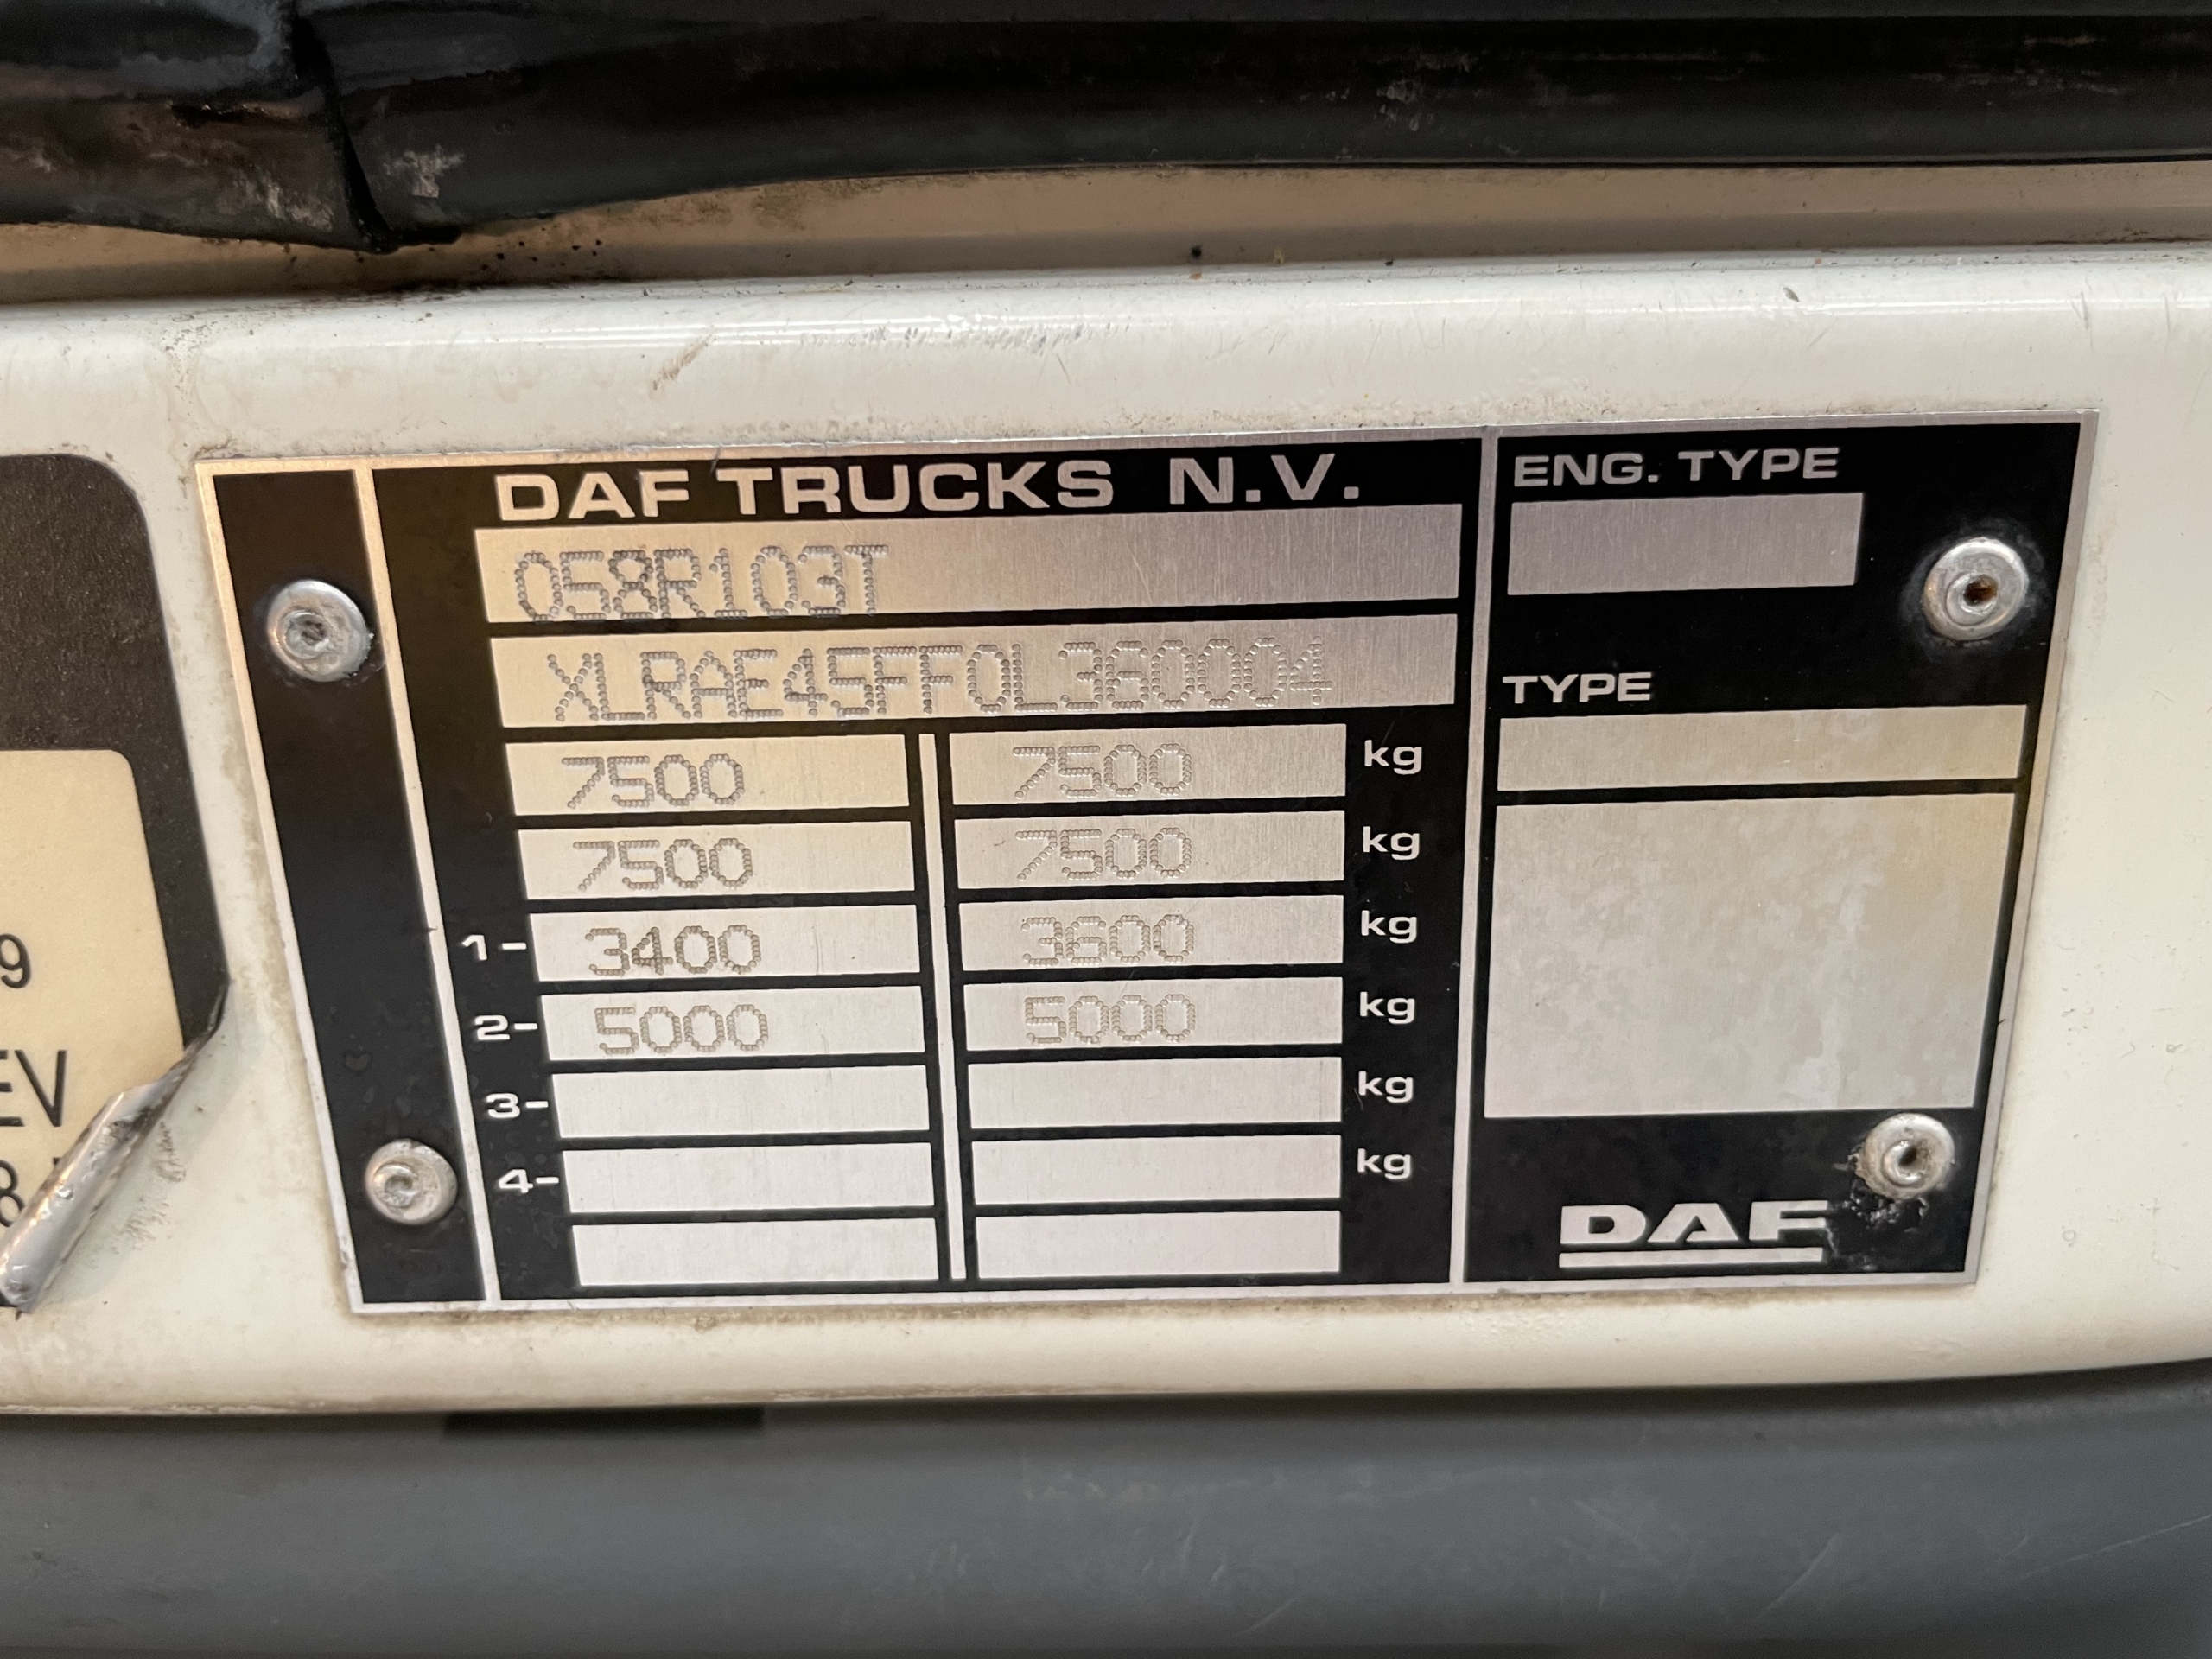 DAF TRUCKS N.V.
058R103T
XLRAE45FF0L360004
7500 7500 kg
7500 7500 kg
1- 3400 3600 kg
2- 5000 5000 kg
3- kg
4- kg
ENG. TYPE
TYPE
DAF
9
EV
8